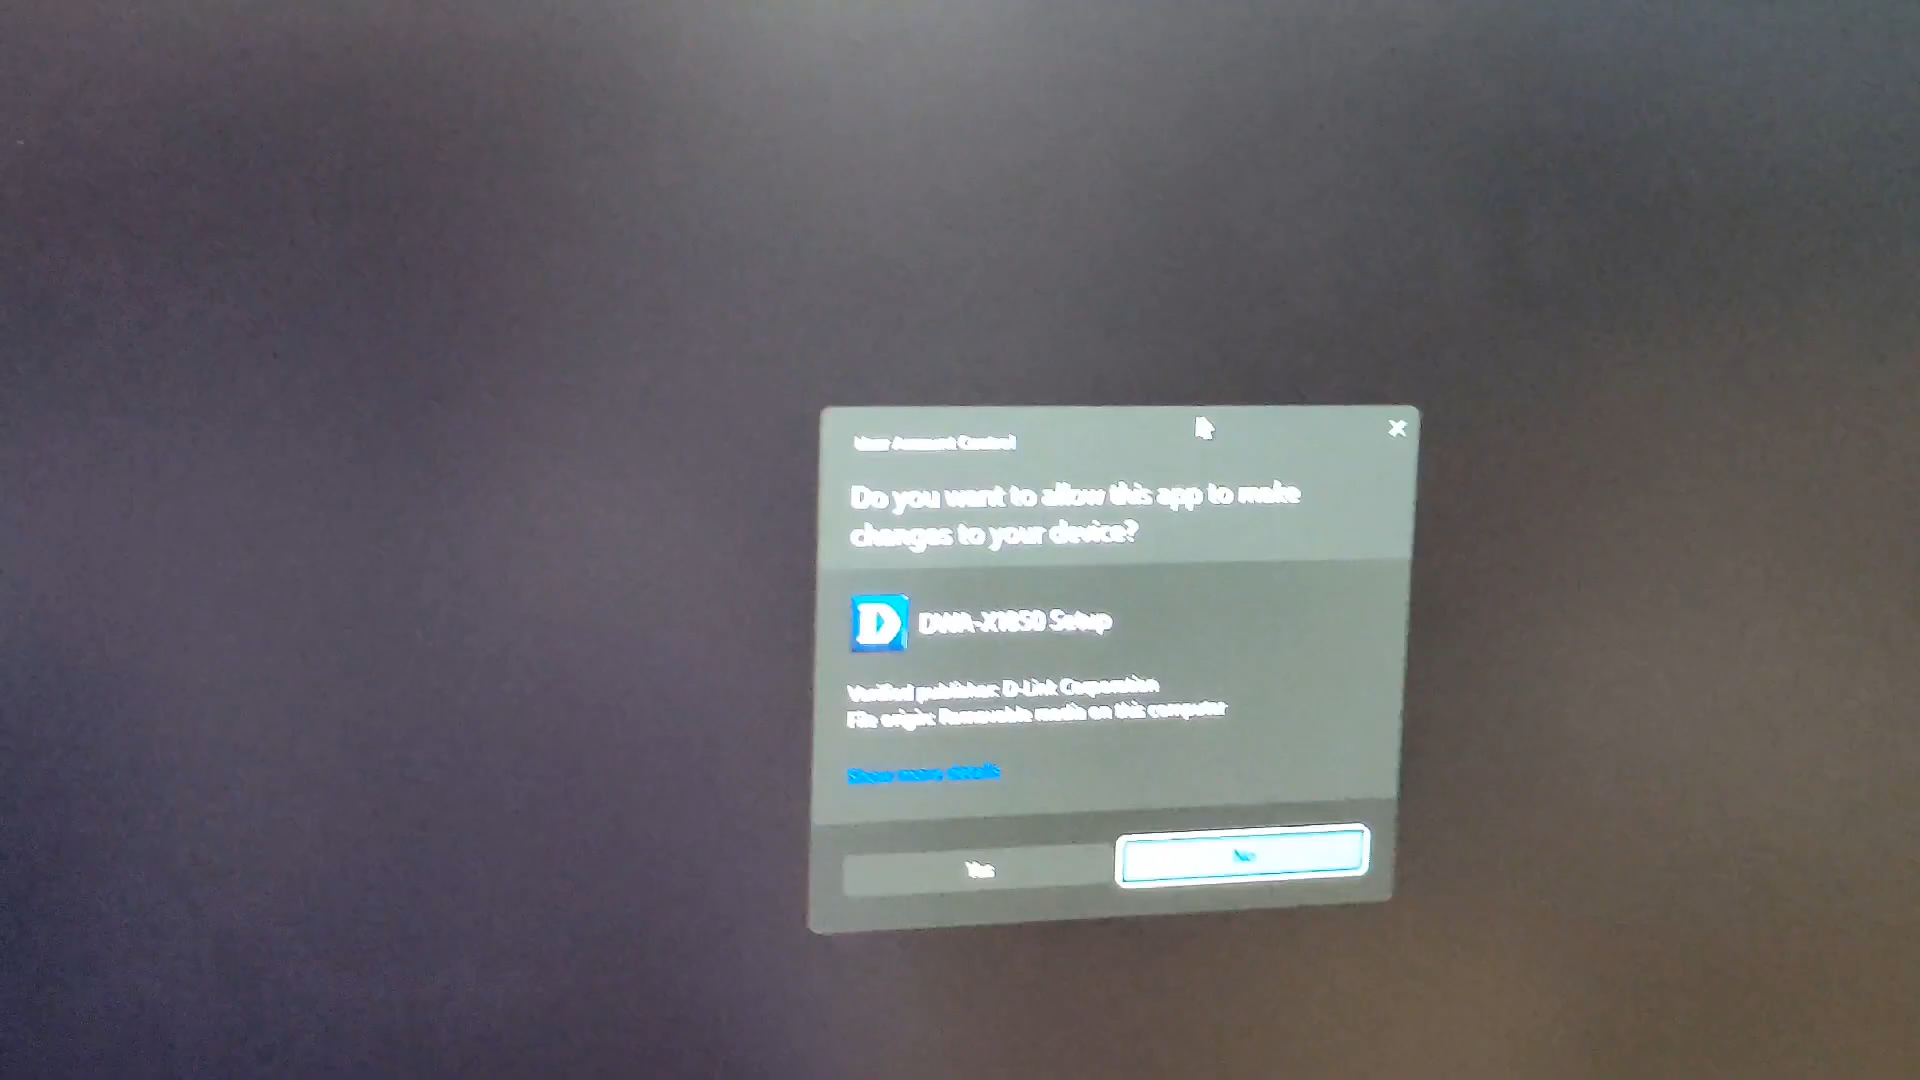 User Account Control
Do you want to allow this app to make
changes to your device?
D
DWA-X1850 Setup
Verified publisher: D-Link Corporation
File origin: Removable media on this computer
Show more details
Yes
No